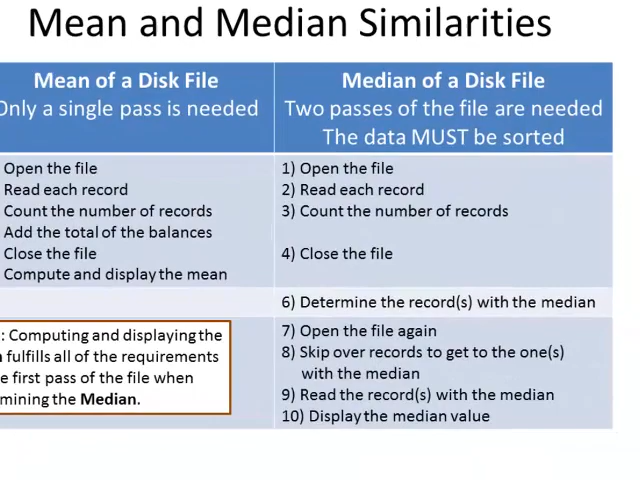 Mean and Median Similarities
Mean of a Disk File
Only a single pass is needed
Median of a Disk File
Two passes of the file are needed
The data MUST be sorted
Open the file
Read each record
Count the number of records
Add the total of the balances
Close the file
Compute and display the mean
1) Open the file
2) Read each record
3) Count the number of records
4) Close the file
6) Determine the record(s) with the median
: Computing and displaying the
fulfills all of the requirements
first pass of the file when
mining the Median.
7) Open the file again
8) Skip over records to get to the one(s)
with the median
9) Read the record(s) with the median
10) Display the median value